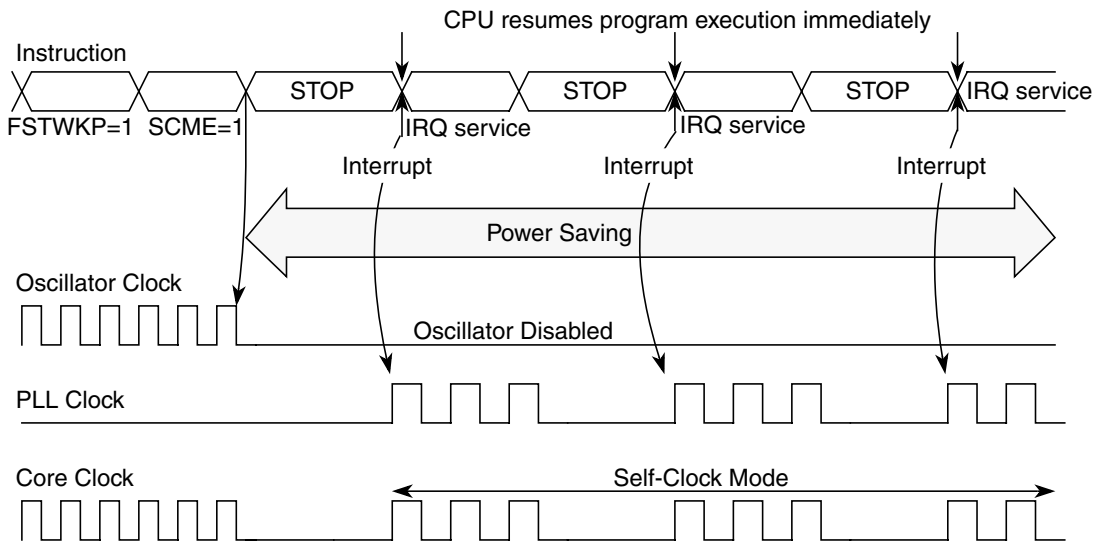 CPU resumes program execution immediately
Instruction
STOP
STOP
STOP
IRQ service
FSTWKP=1
SCME=1
IRQ service
IRQ service
Interrupt
Interrupt
Interrupt
Power Saving
Oscillator Clock
Oscillator Disabled
PLL Clock
Core Clock
Self-Clock Mode